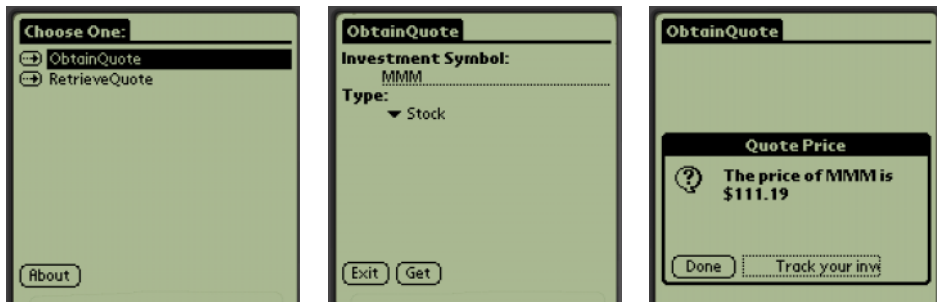 Choose One:
ObtainQuote
RetrieveQuote
About
ObtainQuote
Investment Symbol:
MMM
Type:
Stock
Exit Get
ObtainQuote
Quote Price
The price of MMM is
$111.19
Done Track your inv